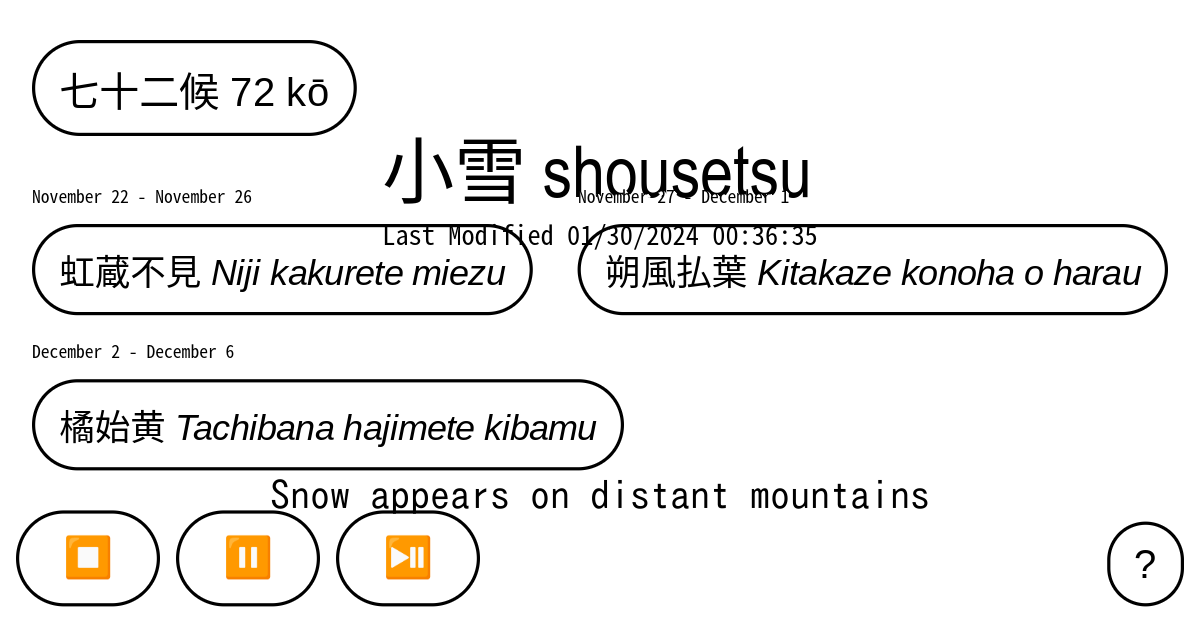 七十二候 72 kō
小雪 shousetsu
November 22 - November 26
November 27 - December 1
Last Modified 01/30/2024 00:36:35
虹蔵不見 Niji kakurete miezu
朔風払葉 Kitakaze konoha o harau
December 2 - December 6
橘始黄 Tachibana hajimete kibamu
Snow appears on distant mountains
?